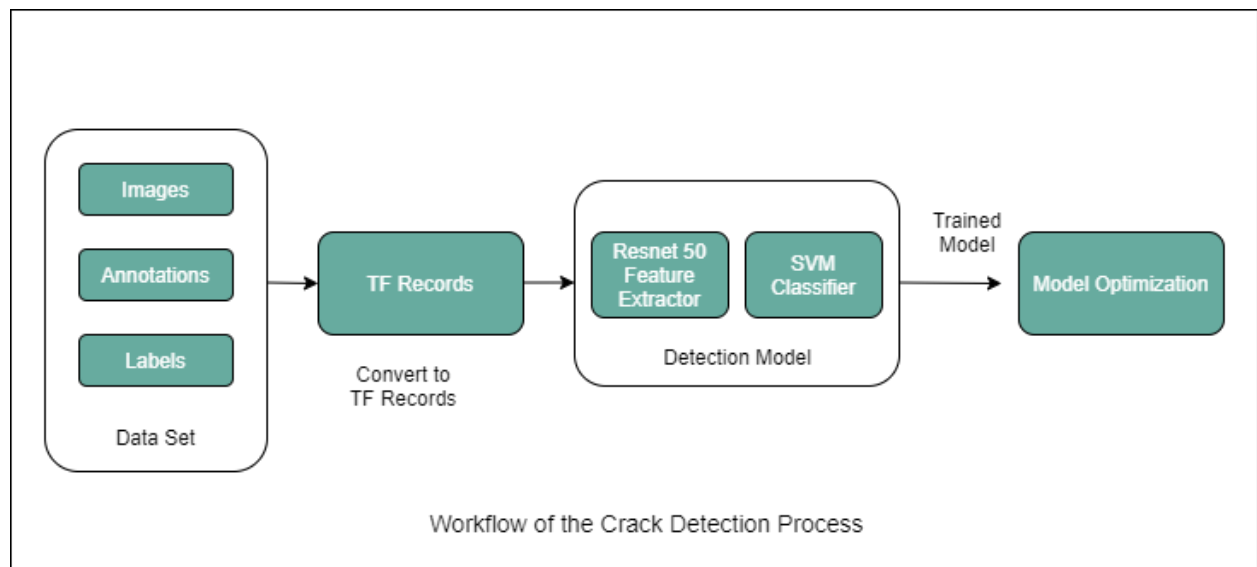 Images
Annotations
Labels
Data Set
TF Records
Convert to
TF Records
Resnet 50
Feature
Extractor
SVM
Classifier
Detection Model
Trained
Model
Model Optimization
Workflow of the Crack Detection Process